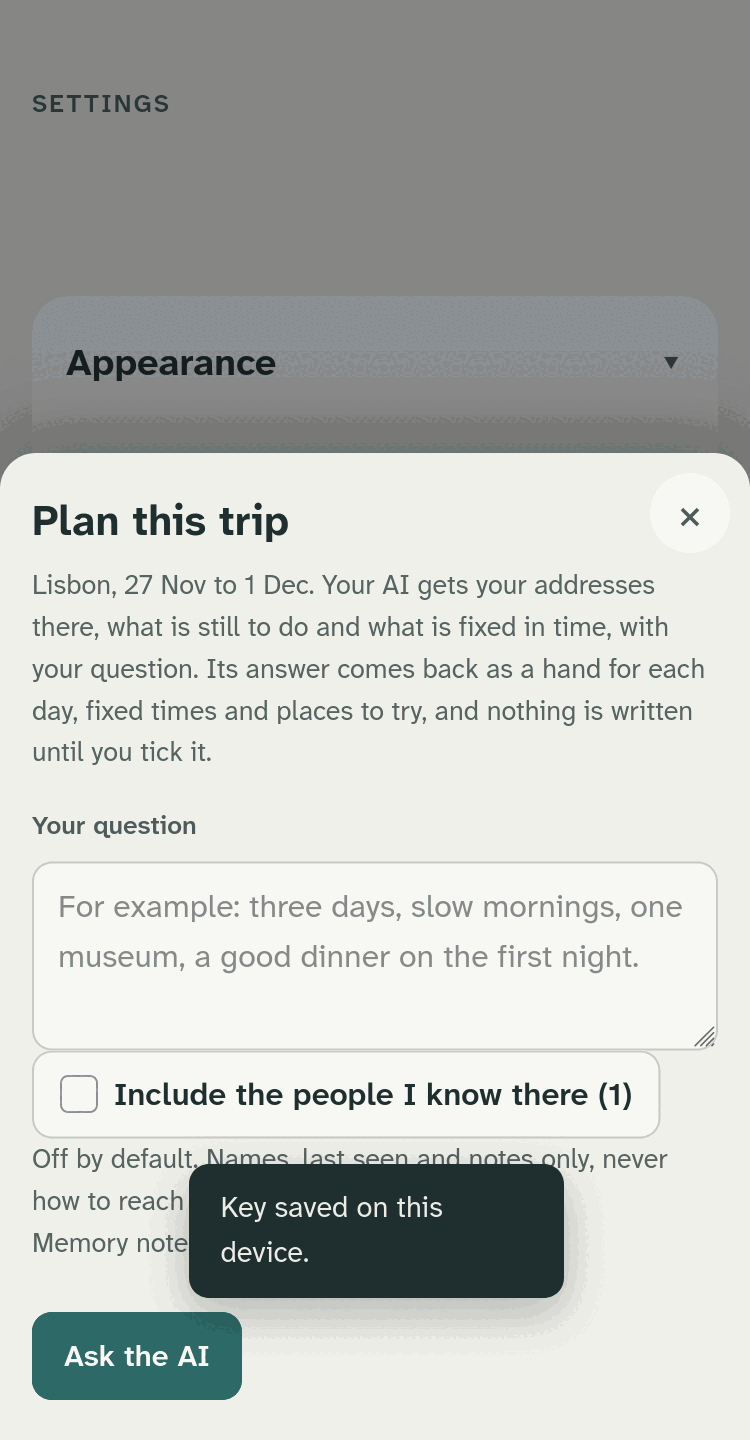 SETTINGS
Appearance
Plan this trip
Lisbon, 27 Nov to 1 Dec. Your AI gets your addresses
there, what is still to do and what is fixed in time, with
your question. Its answer comes back as a hand for each
day, fixed times and places to try, and nothing is written
until you tick it.
Your question
For example: three days, slow mornings, one
museum, a good dinner on the first night.
Include the people I know there (1)
Off by default. Names, last seen and notes only, never
how to reach
Memory note
Key saved on this
device.
Ask the AI